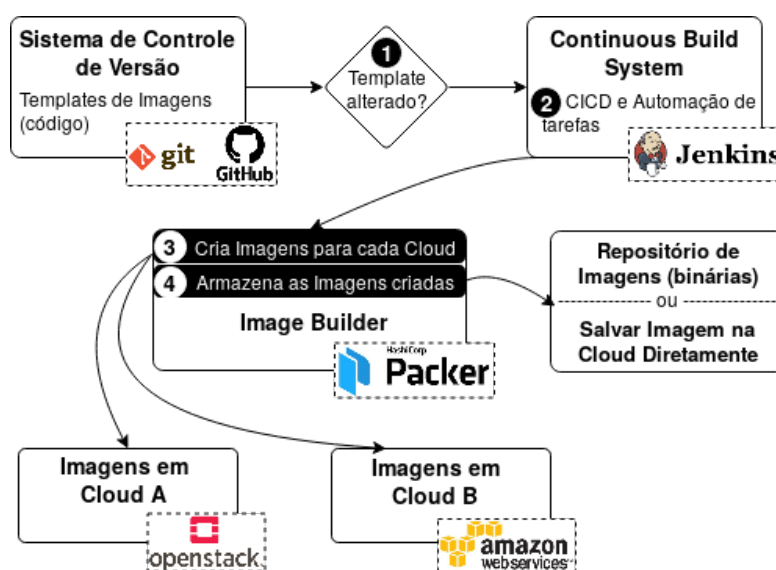 Sistema de Controle
de Versão
Templates de Imagens
(código)
git
GitHub
1
Template
alterado?
Continuous Build
System
2 CICD e Automação de
tarefas
Jenkins
3 Cria Imagens para cada Cloud
4 Armazena as Imagens criadas
Image Builder
HashiCorp
Packer
Repositório de
Imagens (binárias)
ou
Salvar Imagem na
Cloud Diretamente
Imagens em
Cloud A
openstack
Imagens em
Cloud B
amazon
webservices